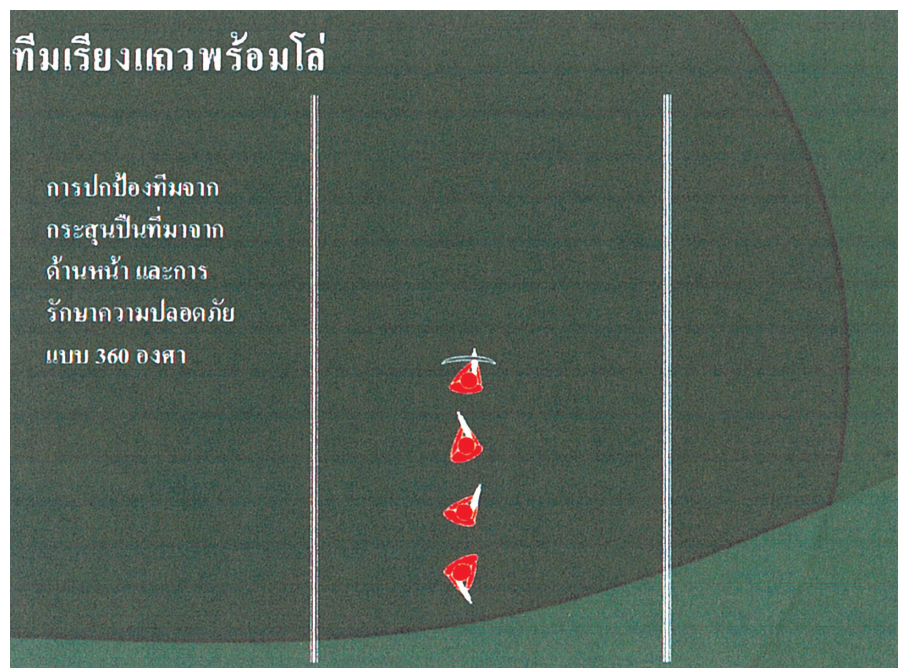 ทีมเรียงแถวพร้อมโล่
การปกป้องทีมจาก
กระสุนปืนที่มาจาก
ด้านหน้า และการ
รักษาความปลอดภัย
แบบ 360 องศา